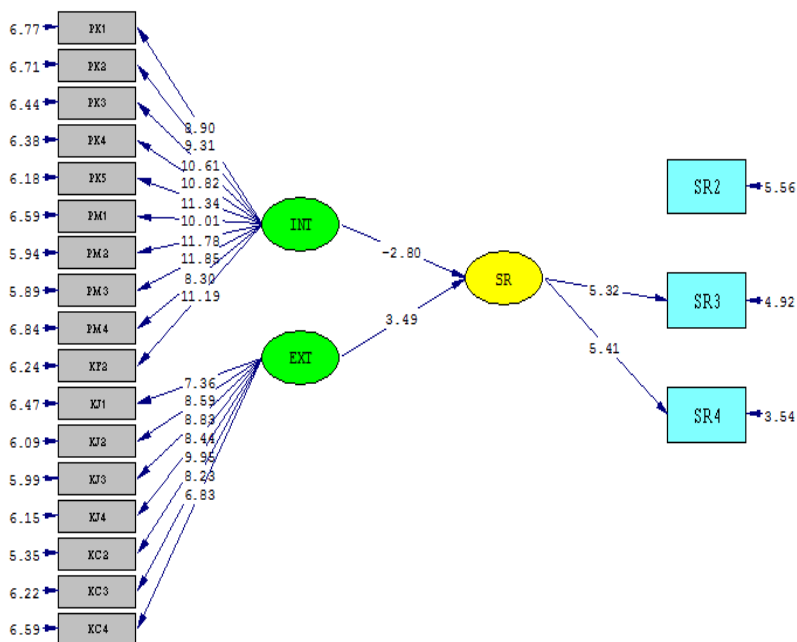 6.77 PK1
6.71 PK2
6.44 PK3
6.38 PK4
6.18 PK5
6.59 PM1
5.94 PM2
5.89 PM3
6.84 PM4
6.24 KF2
6.47 KJ1
6.09 KJ2
5.99 KJ3
6.15 KJ4
5.35 KC2
6.22 KC3
6.59 KC4
8.90
9.31
10.61
10.82
11.34
10.01
11.78
11.85
8.30
11.19
7.36
8.59
8.83
8.44
9.95
8.23
6.83
INT
EXT
-2.80
3.49
SR
5.32
5.41
SR2 5.56
SR3 4.92
SR4 3.54